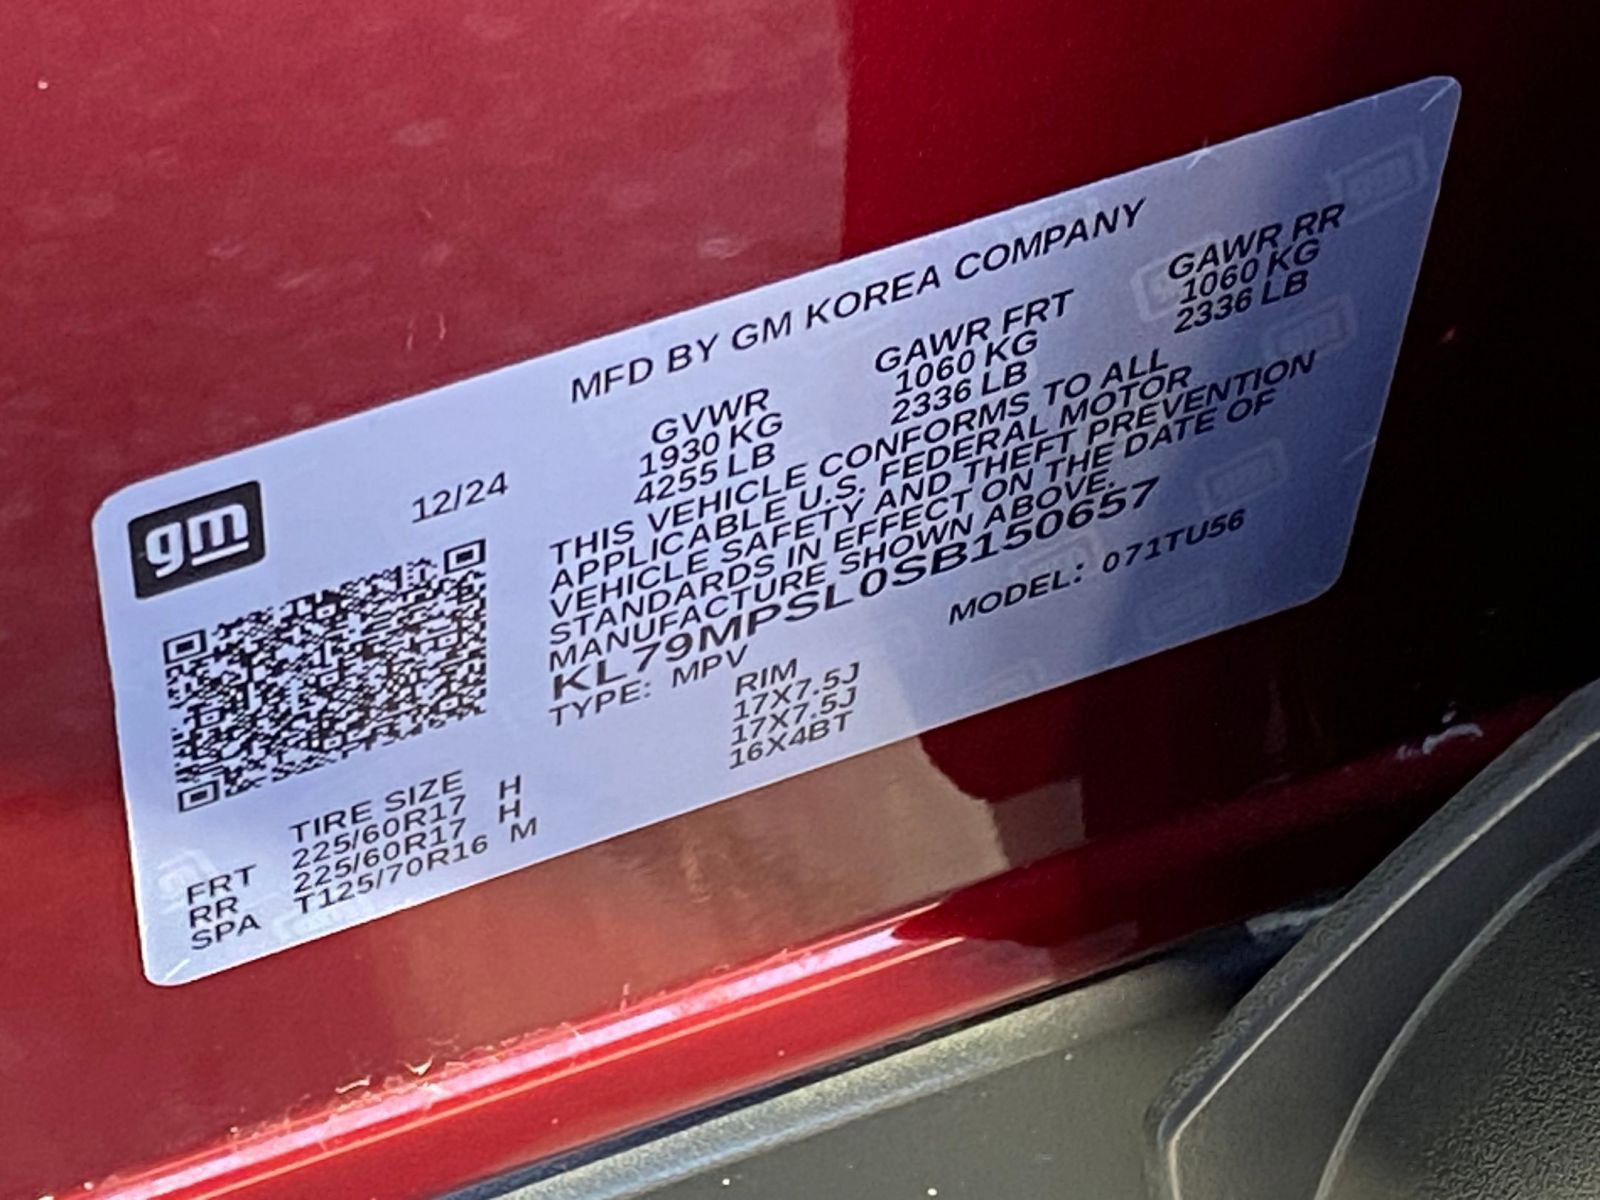 MFD BY GM KOREA COMPANY
gm
12/24
GVWR GAWR FRT GAWR RR
1930 KG 1060 KG 1060 KG
4255 LB 2336 LB 2336 LB
THIS VEHICLE CONFORMS TO ALL
APPLICABLE U.S. FEDERAL MOTOR
VEHICLE SAFETY AND THEFT PREVENTION
STANDARDS IN EFFECT ON THE DATE OF
MANUFACTURE SHOWN ABOVE.
KL79MPSL0SB150657
TYPE: MPV MODEL: 071TU56
TIRE SIZE RIM
FRT 225/60R17 H 17X7.5J
RR 225/60R17 H 17X7.5J
SPA T125/70R16 M 16X4BT